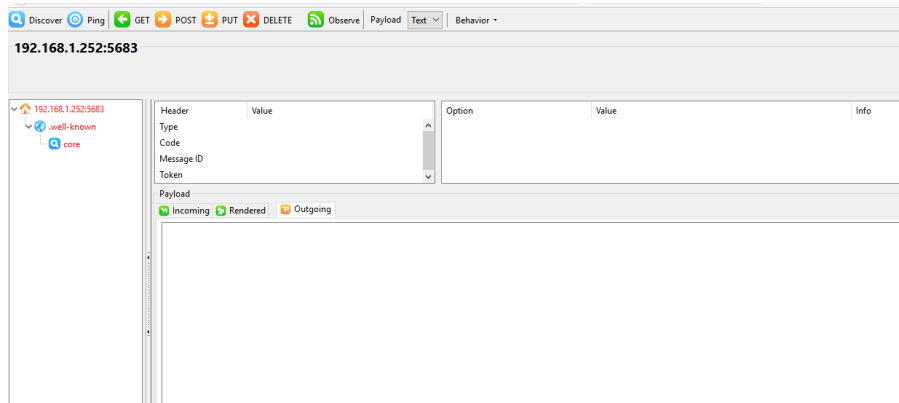 Discover Ping GET POST PUT DELETE Observe Payload Text Behavior
192.168.1.252:5683
192.168.1.252:5683
.well-known
core
Header Value
Type
Code
Message ID
Token
Option Value Info
Payload
Incoming Rendered Outgoing